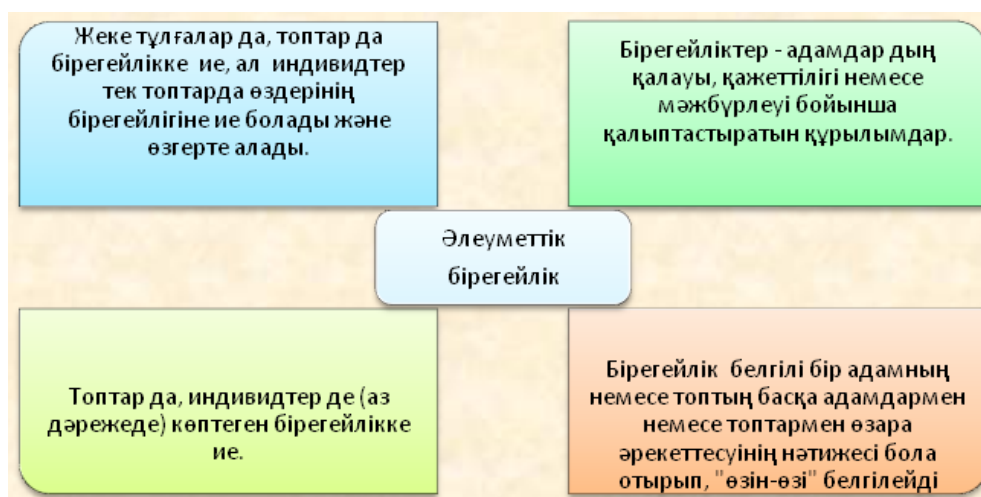 Жеке тұлғалар да, топтар да
бірегейлікке ие, ал индивидтер
тек топтарда өздерінің
бірегейлігіне ие болады және
өзгерте алады.
Бірегейліктер - адамдар дың
қалауы, қажеттілігі немесе
мәжбүрлеуі бойынша
қалыптастыратын құрылымдар.
Әлеуметтік
бірегейлік
Топтар да, индивидтер де (аз
дәрежеде) көптеген бірегейлікке
ие.
Бірегейлік белгілі бір адамның
немесе топтың басқа адамдармен
немесе топтармен өзара
әрекеттесуінің нәтижесі бола
отырып, "өзін-өзі" белгілейді